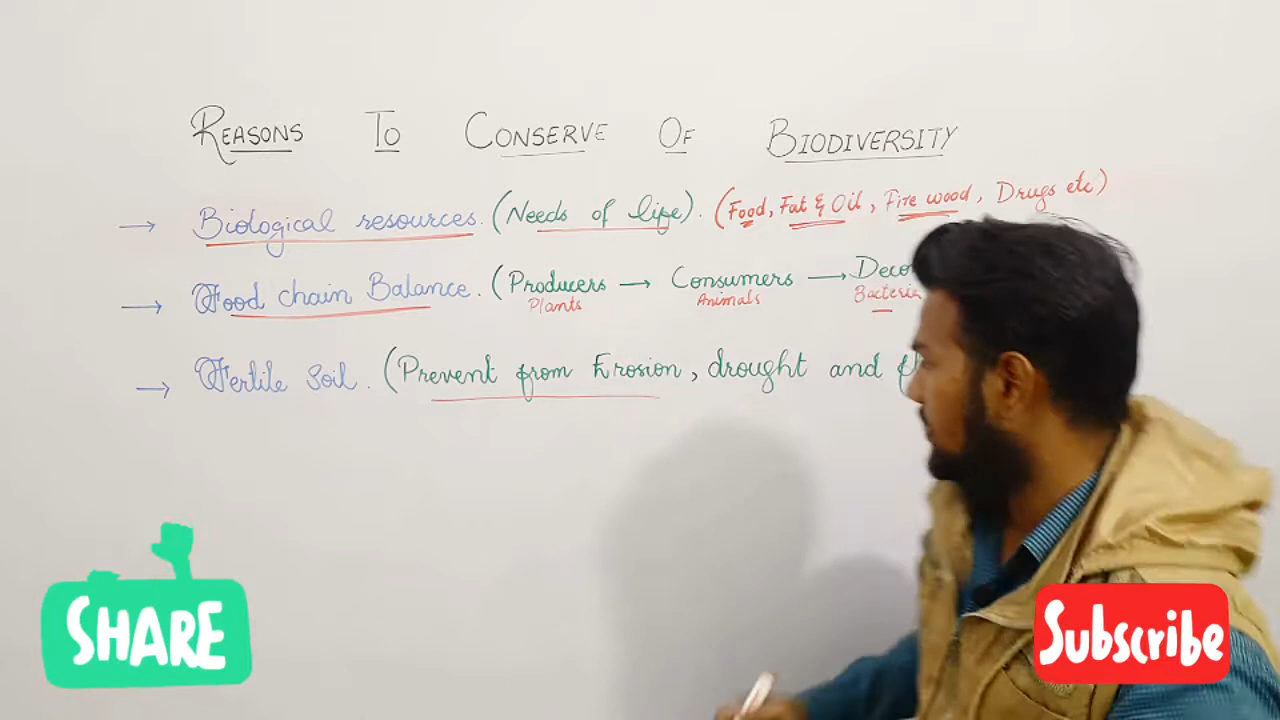 REASONS TO CONSERVE OF BIODIVERSITY
→ Biological resources. (Needs of life). (Food, Fat & Oil, Fire wood, Drugs etc)
→ Food chain Balance. (Producers → Consumers → Deco
Plants Animals Bacteria
→ Fertile Soil. (Prevent from Erosion, drought and f
SHARE
Subscribe